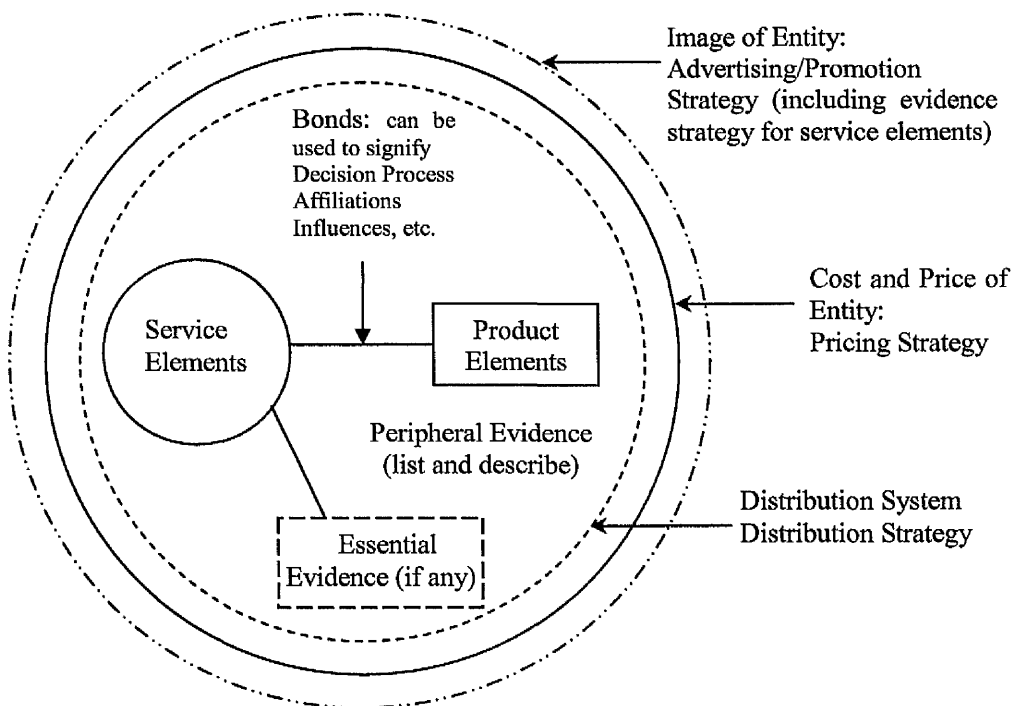 Image of Entity:
Advertising/Promotion
Strategy (including evidence
strategy for service elements)
Bonds: can be
used to signify
Decision Process
Affiliations
Influences, etc.
Cost and Price of
Entity:
Pricing Strategy
Service
Elements
Product
Elements
Peripheral Evidence
(list and describe)
Distribution System
Distribution Strategy
Essential
Evidence (if any)